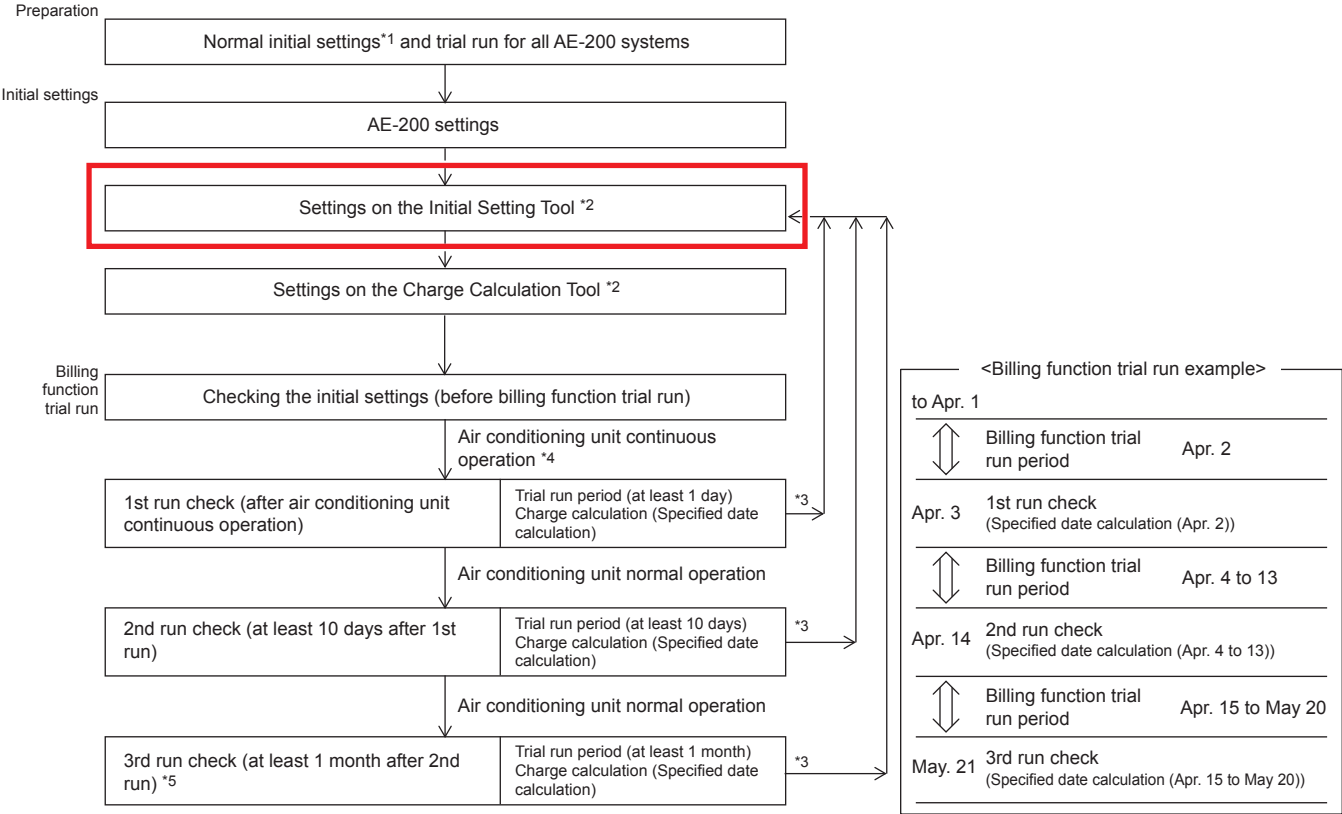 Preparation
Normal initial settings*1 and trial run for all AE-200 systems
Initial settings
AE-200 settings
Settings on the Initial Setting Tool *2
Settings on the Charge Calculation Tool *2
Billing
function
trial run
Checking the initial settings (before billing function trial run)
Air conditioning unit continuous
operation *4
1st run check (after air conditioning unit
continuous operation)
Trial run period (at least 1 day)
Charge calculation (Specified date
calculation)
*3
Air conditioning unit normal operation
2nd run check (at least 10 days after 1st
run)
Trial run period (at least 10 days)
Charge calculation (Specified date
calculation)
*3
Air conditioning unit normal operation
3rd run check (at least 1 month after 2nd
run) *5
Trial run period (at least 1 month)
Charge calculation (Specified date
calculation)
*3
<Billing function trial run example>
to Apr. 1
Billing function trial
run period
Apr. 2
Apr. 3
1st run check
(Specified date calculation (Apr. 2))
Billing function trial
run period
Apr. 4 to 13
Apr. 14
2nd run check
(Specified date calculation (Apr. 4 to 13))
Billing function trial
run period
Apr. 15 to May 20
May. 21
3rd run check
(Specified date calculation (Apr. 15 to May 20))